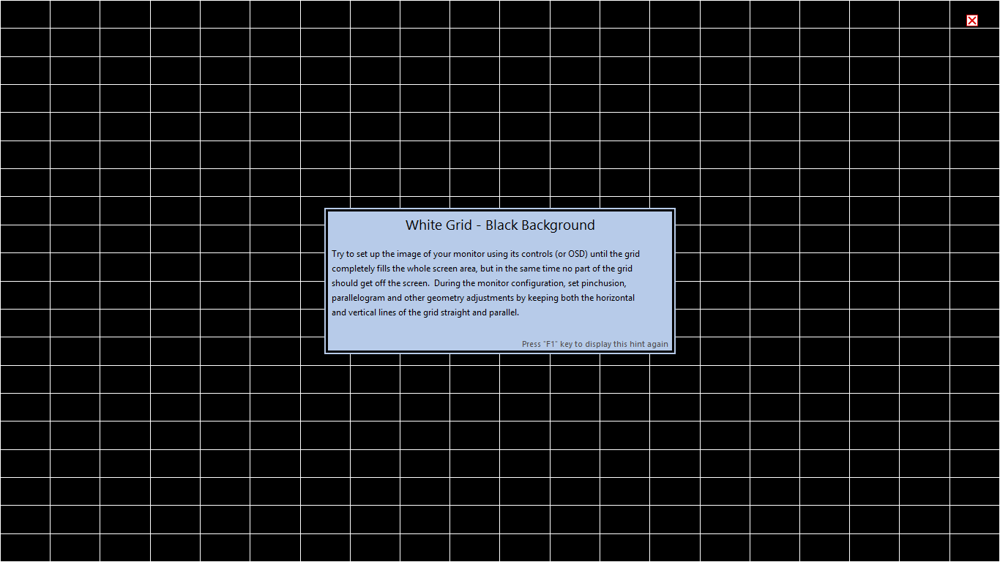 White Grid - Black Background
Try to set up the image of your monitor using its controls (or OSD) until the grid
completely fills the whole screen area, but in the same time no part of the grid
should get off the screen.  During the monitor configuration, set pinchusion,
parallelogram and other geometry adjustments by keeping both the horizontal
and vertical lines of the grid straight and parallel.
Press "F1" key to display this hint again